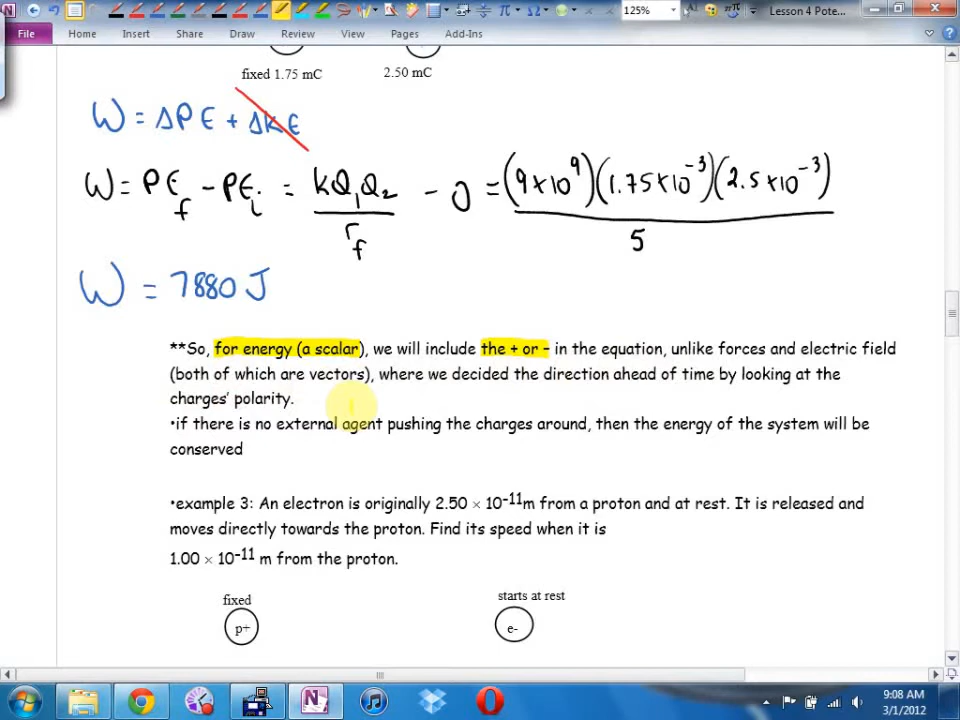 125%
Lesson 4 Pote...
File Home Insert Share Draw Review View Pages Add-Ins
fixed 1.75 mC 2.50 mC
W = ΔPE + ΔKE
W = PEf - PEi = kQ1Q2 / rf - 0 = (9x10^9)(1.75x10^-3)(2.5x10^-3) / 5
W = 7880 J
**So, for energy (a scalar), we will include the + or - in the equation, unlike forces and electric field
(both of which are vectors), where we decided the direction ahead of time by looking at the
charges' polarity.
•if there is no external agent pushing the charges around, then the energy of the system will be
conserved
•example 3: An electron is originally 2.50 × 10-11m from a proton and at rest. It is released and
moves directly towards the proton. Find its speed when it is
1.00 × 10-11 m from the proton.
fixed starts at rest
p+ e-
9:08 AM
3/1/2012